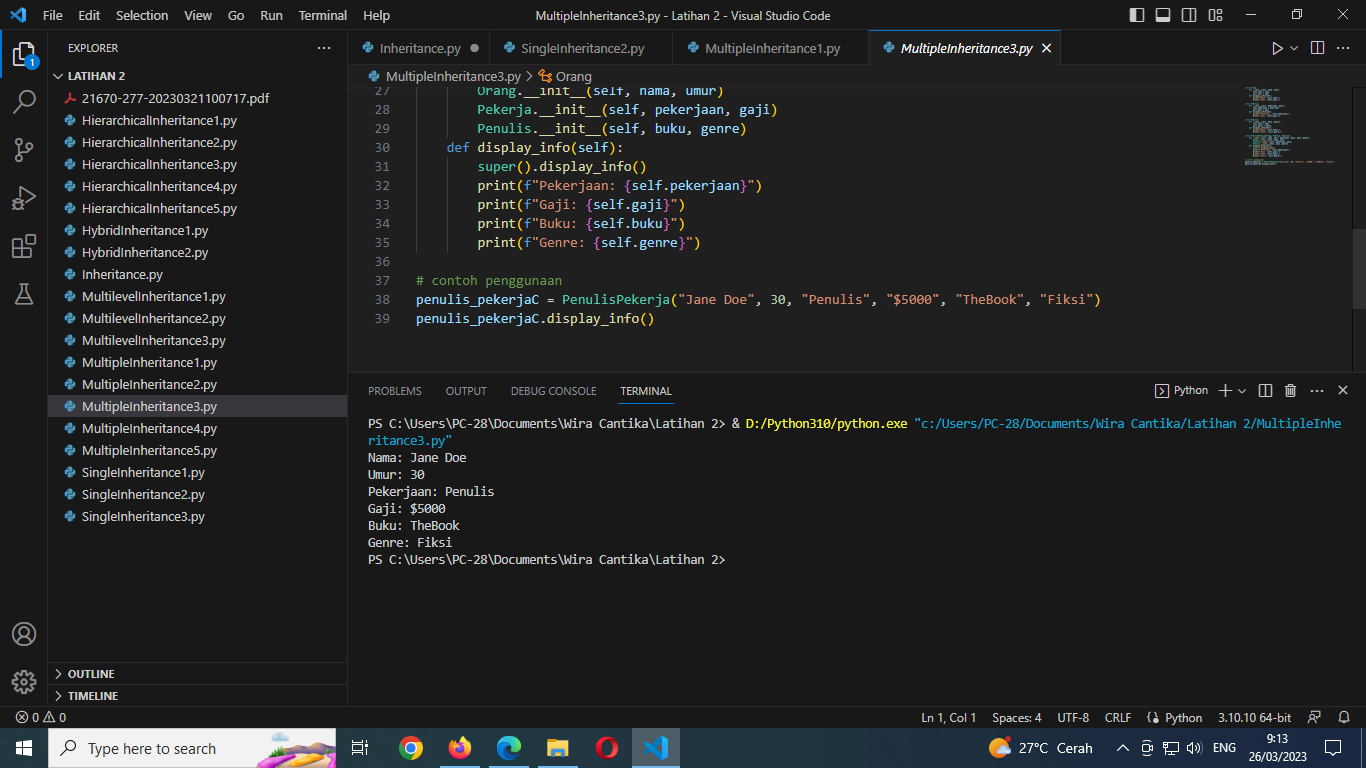 File Edit Selection View Go Run Terminal Help
MultipleInheritance3.py - Latihan 2 - Visual Studio Code
EXPLORER
1
LATIHAN 2
21670-277-20230321100717.pdf
HierarchicalInheritance1.py
HierarchicalInheritance2.py
HierarchicalInheritance3.py
HierarchicalInheritance4.py
HierarchicalInheritance5.py
HybridInheritance1.py
HybridInheritance2.py
Inheritance.py
MultilevelInheritance1.py
MultilevelInheritance2.py
MultilevelInheritance3.py
MultipleInheritance1.py
MultipleInheritance2.py
MultipleInheritance3.py
MultipleInheritance4.py
MultipleInheritance5.py
SingleInheritance1.py
SingleInheritance2.py
SingleInheritance3.py
OUTLINE
TIMELINE
Inheritance.py SingleInheritance2.py MultipleInheritance1.py MultipleInheritance3.py
MultipleInheritance3.py > Orang
27 Orang.__init__(self, nama, umur)
28 Pekerja.__init__(self, pekerjaan, gaji)
29 Penulis.__init__(self, buku, genre)
30 def display_info(self):
31 super().display_info()
32 print(f"Pekerjaan: {self.pekerjaan}")
33 print(f"Gaji: {self.gaji}")
34 print(f"Buku: {self.buku}")
35 print(f"Genre: {self.genre}")
36
37 # contoh penggunaan
38 penulis_pekerjaC = PenulisPekerja("Jane Doe", 30, "Penulis", "$5000", "TheBook", "Fiksi")
39 penulis_pekerjaC.display_info()
PROBLEMS OUTPUT DEBUG CONSOLE TERMINAL
Python
PS C:\Users\PC-28\Documents\Wira Cantika\Latihan 2> & D:/Python310/python.exe "c:/Users/PC-28/Documents/Wira Cantika/Latihan 2/MultipleInhe
ritance3.py"
Nama: Jane Doe
Umur: 30
Pekerjaan: Penulis
Gaji: $5000
Buku: TheBook
Genre: Fiksi
PS C:\Users\PC-28\Documents\Wira Cantika\Latihan 2>
0 0
Ln 1, Col 1 Spaces: 4 UTF-8 CRLF Python 3.10.10 64-bit
Type here to search
27°C Cerah
ENG
9:13
26/03/2023